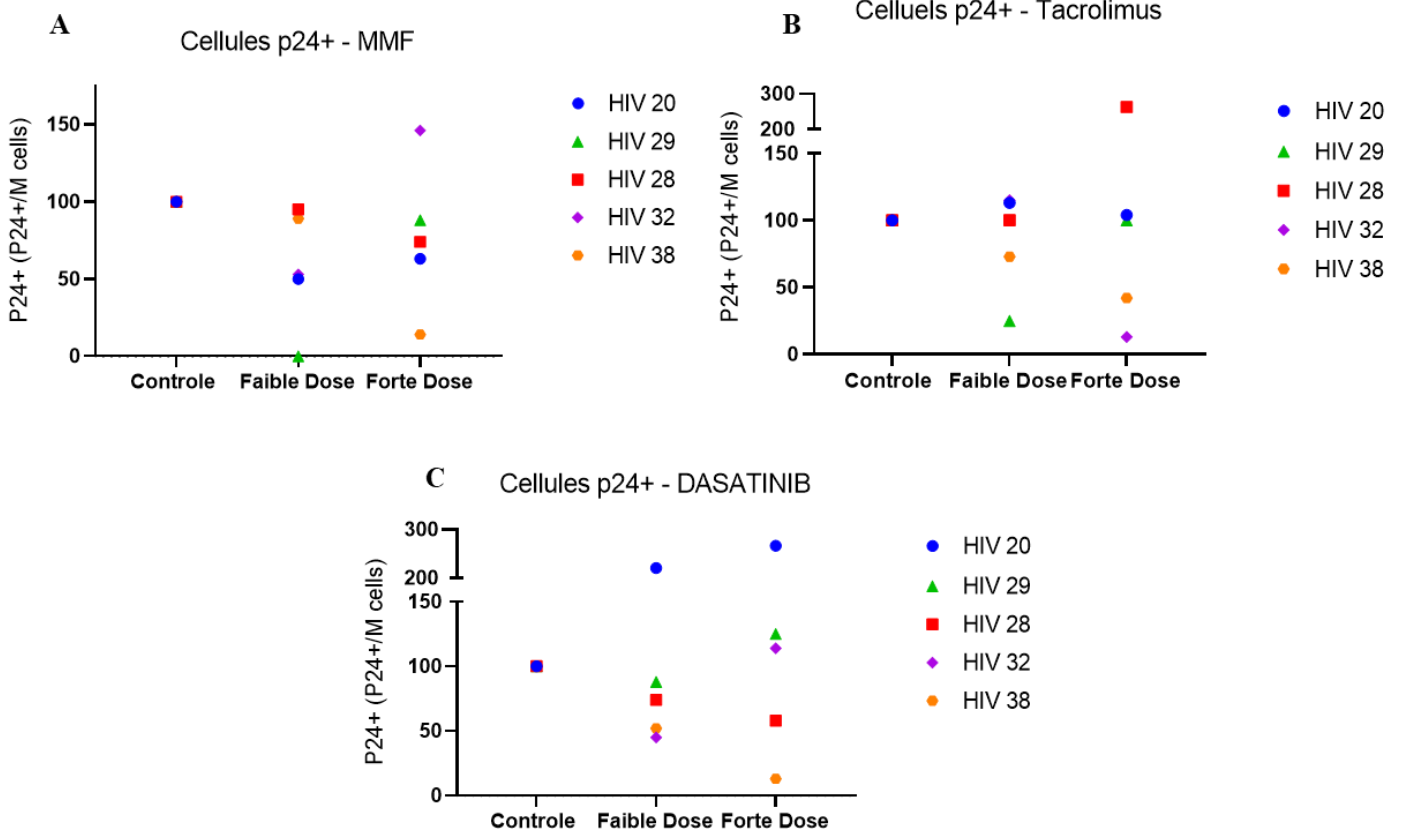 A
Cellules p24+ - MMF
P24+ (P24+/M cells)
150
100
50
0
Controle
Faible Dose
Forte Dose
HIV 20
HIV 29
HIV 28
HIV 32
HIV 38
B
Celluels p24+ - Tacrolimus
P24+ (P24+/M cells)
300
200
150
100
50
0
Controle
Faible Dose
Forte Dose
HIV 20
HIV 29
HIV 28
HIV 32
HIV 38
C
Cellules p24+ - DASATINIB
P24+ (P24+/M cells)
300
200
150
100
50
0
Controle
Faible Dose
Forte Dose
HIV 20
HIV 29
HIV 28
HIV 32
HIV 38